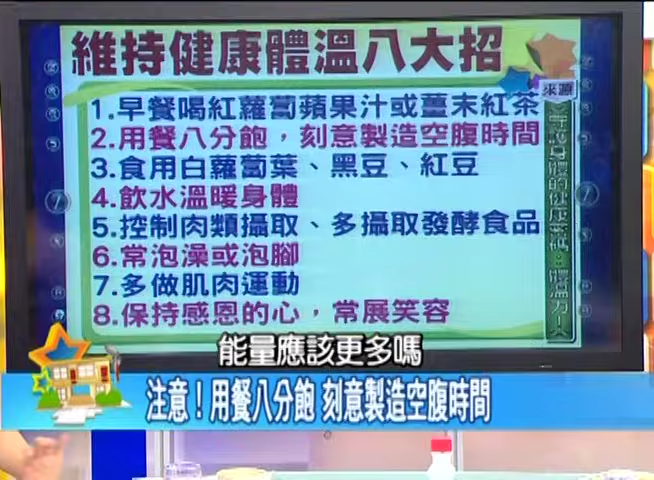 維持健康體溫八大招
來源
1.早餐喝紅蘿蔔蘋果汁或薑末紅茶
2.用餐八分飽，刻意製造空腹時間
3.食用白蘿蔔葉、黑豆、紅豆
4.飲水溫暖身體
5.控制肉類攝取、多攝取發酵食品
6.常泡澡或泡腳
7.多做肌肉運動
8.保持感恩的心，常展笑容
能量應該更多嗎
注意！用餐八分飽 刻意製造空腹時間